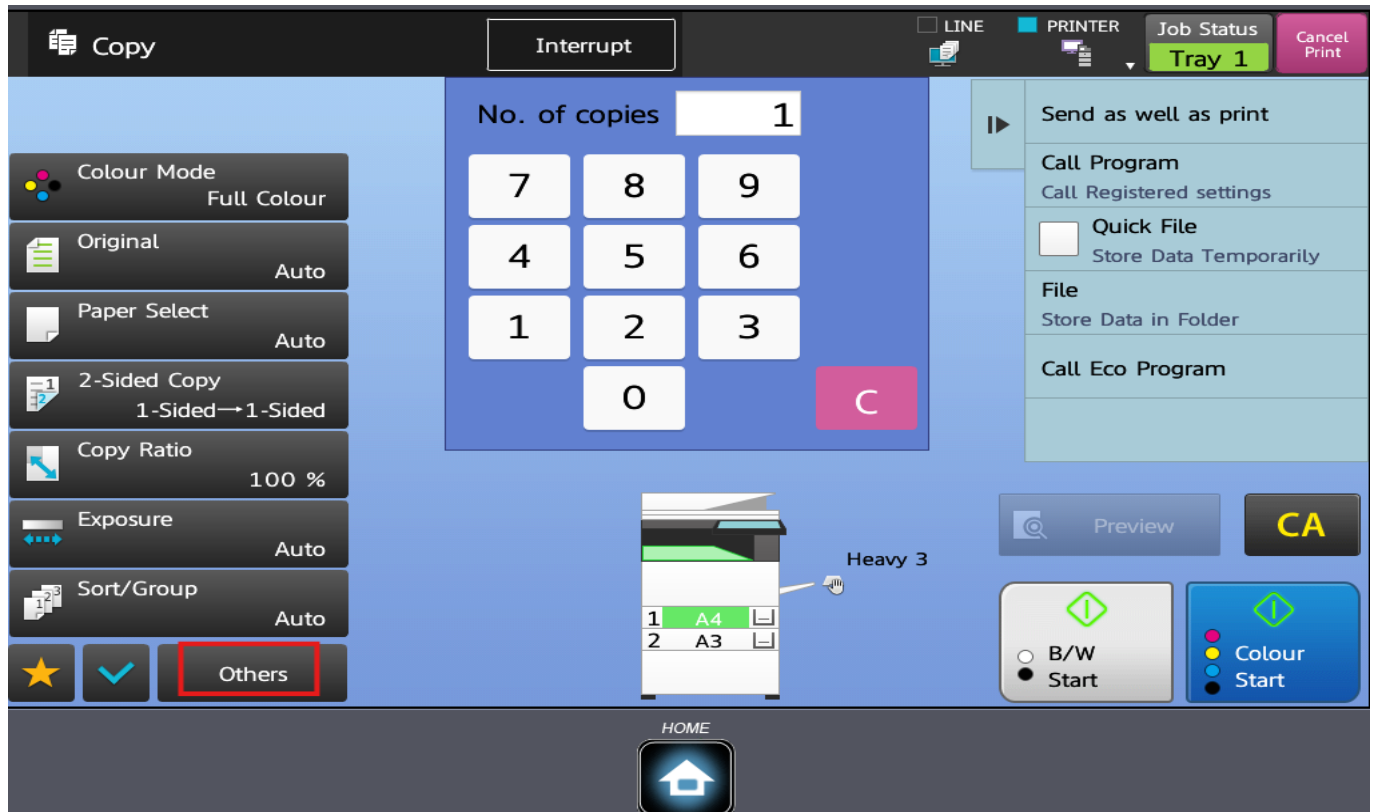 Copy
Interrupt
LINE
PRINTER
Job Status
Tray 1
Cancel
Print
No. of copies 1
7 8 9
4 5 6
1 2 3
0 C
Colour Mode
Full Colour
Original
Auto
Paper Select
Auto
2-Sided Copy
1-Sided→1-Sided
Copy Ratio
100 %
Exposure
Auto
Sort/Group
Auto
Others
Send as well as print
Call Program
Call Registered settings
Quick File
Store Data Temporarily
File
Store Data in Folder
Call Eco Program
Heavy 3
1 A4
2 A3
Preview
CA
B/W
Start
Colour
Start
HOME